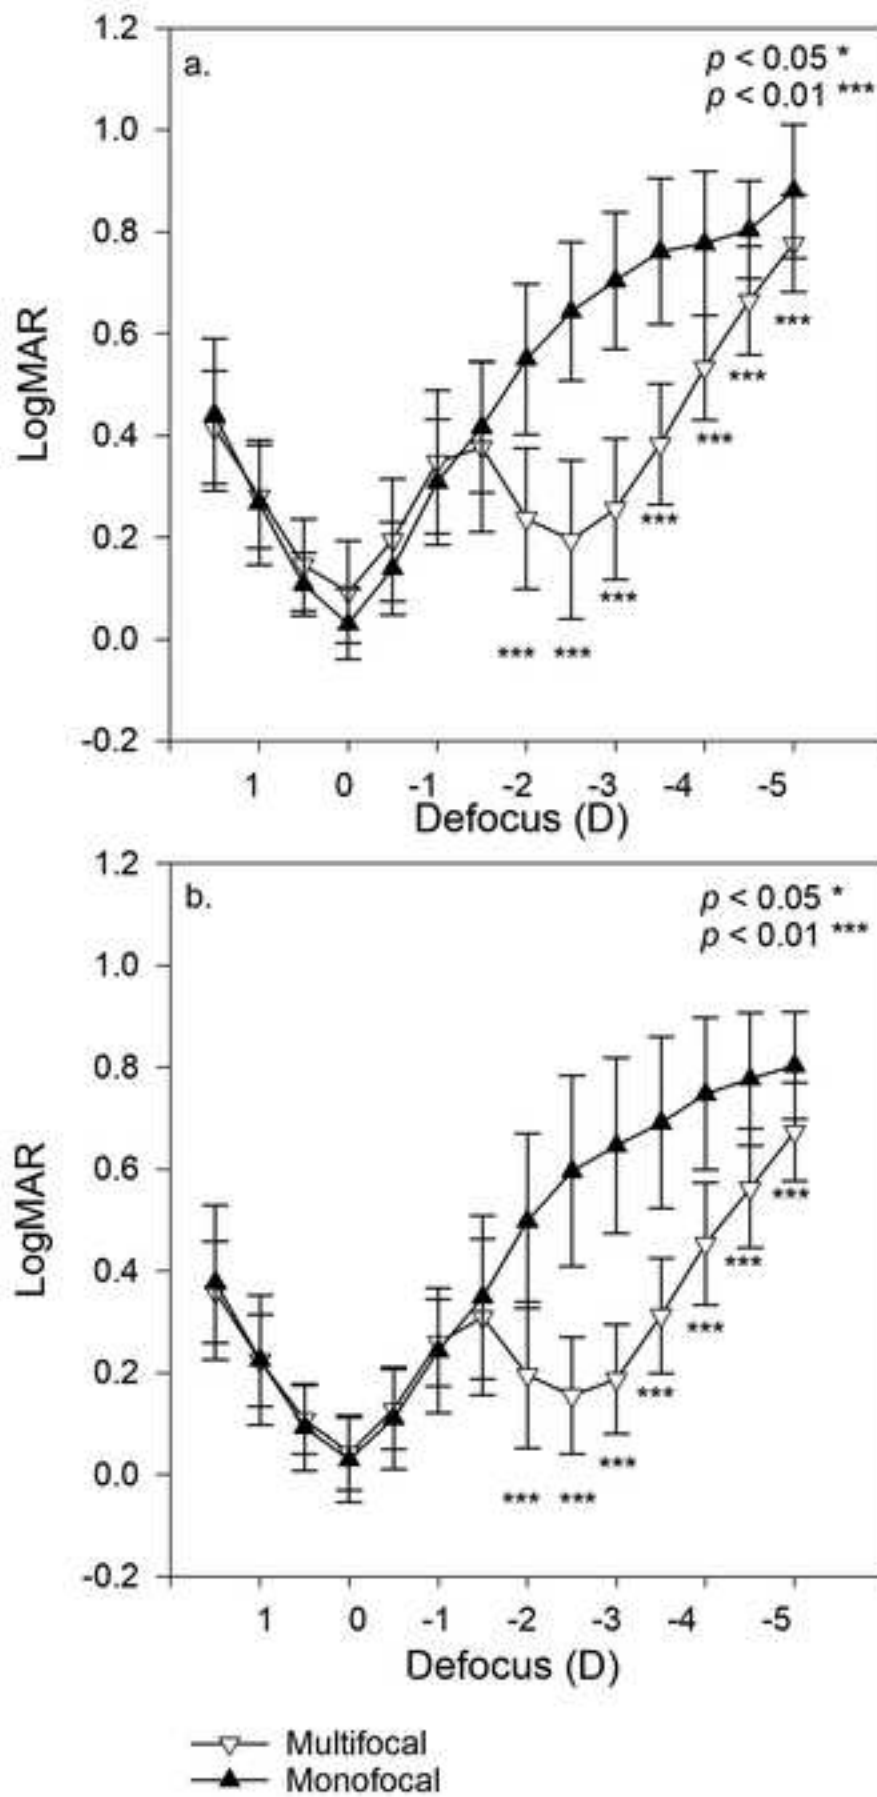 1.2
a.
p < 0.05 *
p < 0.01 ***
1.0
0.8
0.6
0.4
0.2
0.0
-0.2
LogMAR
***
***
***
***
***
*** ***
1 0 -1 -2 -3 -4 -5
Defocus (D)
1.2
b.
p < 0.05 *
p < 0.01 ***
1.0
0.8
0.6
0.4
0.2
0.0
-0.2
LogMAR
***
***
***
***
***
*** ***
1 0 -1 -2 -3 -4 -5
Defocus (D)
Multifocal
Monofocal